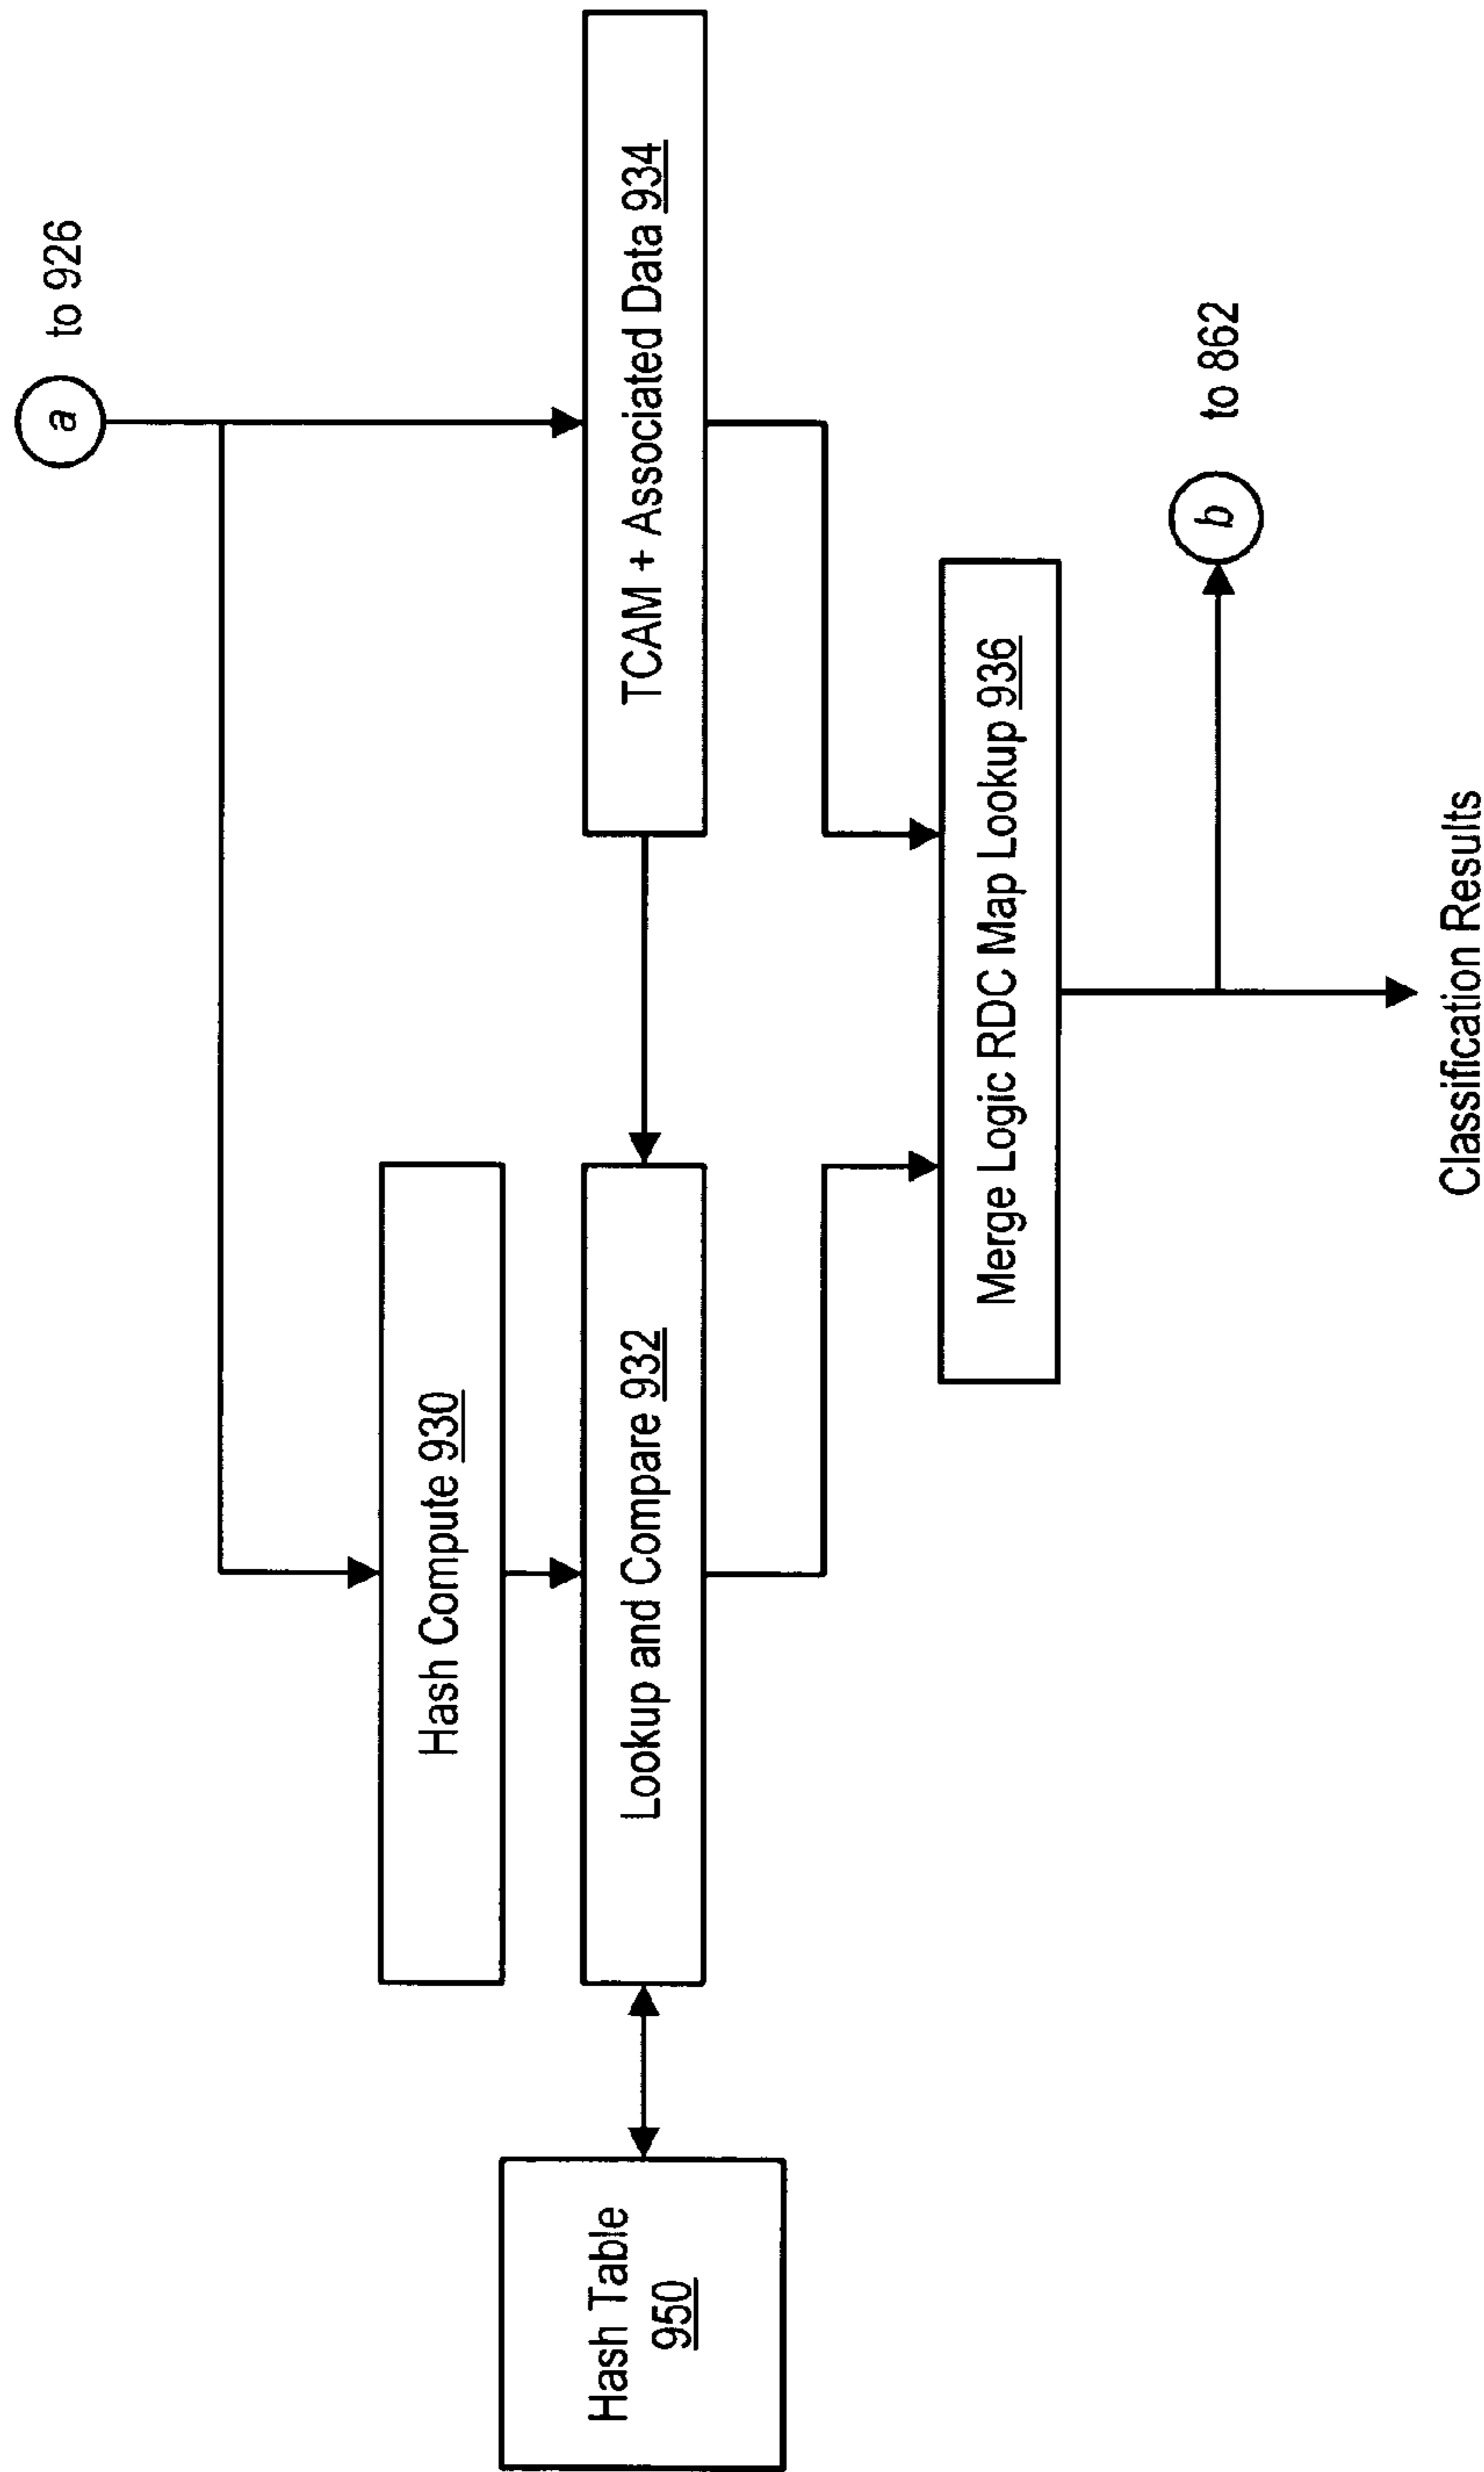 a to 926
Hash Compute 930
Hash Table
950
Lookup and Compare 932
TCAM + Associated Data 934
Merge Logic RDC Map Lookup 936
b to 862
Classification Results